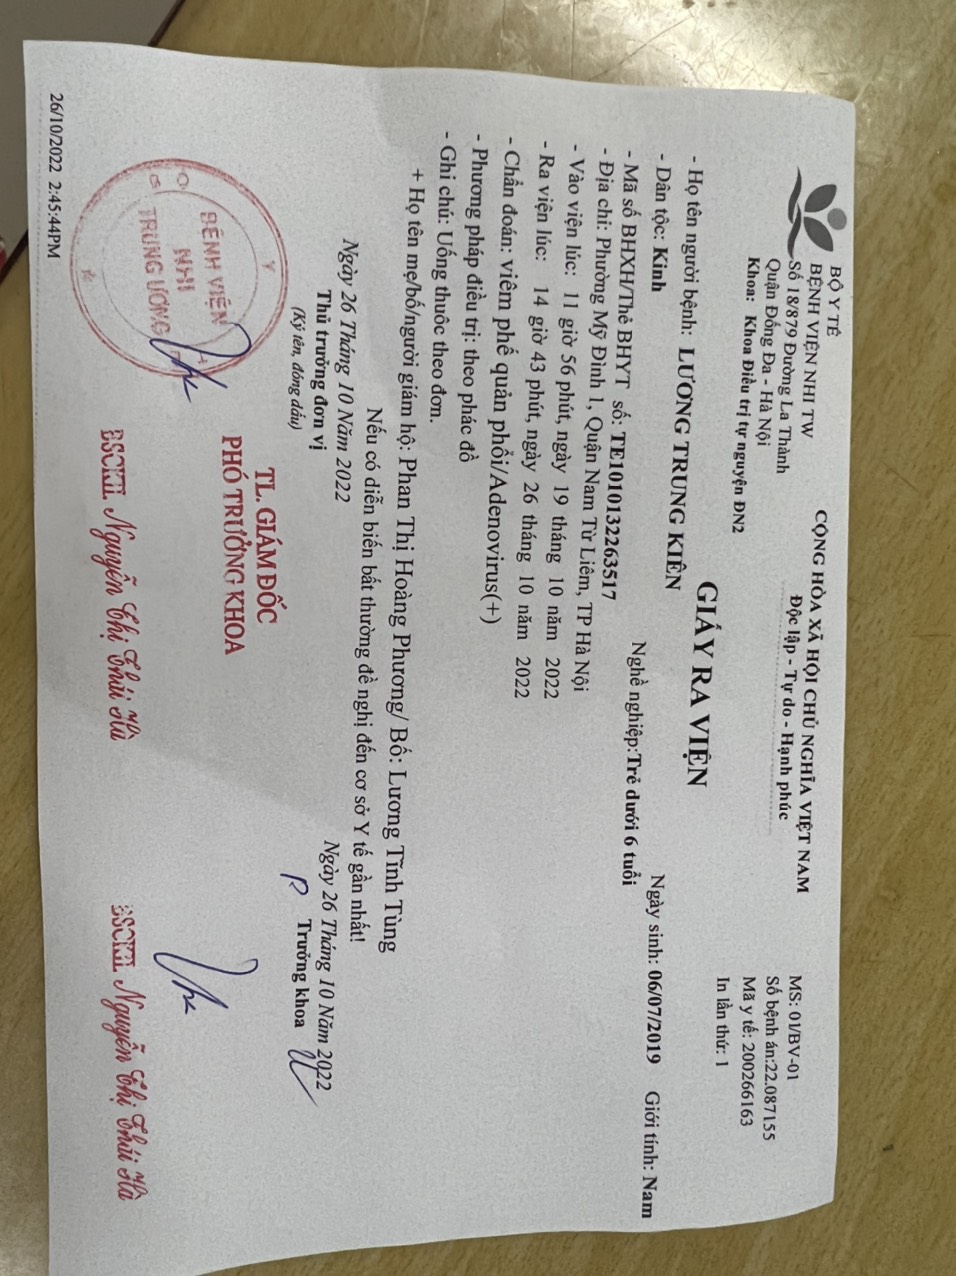 BỘ Y TẾ
BỆNH VIỆN NHI TW
Số 18/879 Đường La Thành
Quận Đống Đa - Hà Nội
Khoa: Khoa Điều trị tự nguyện ĐN2
CỘNG HÒA XÃ HỘI CHỦ NGHĨA VIỆT NAM
Độc lập - Tự do - Hạnh phúc
MS: 01/BV-01
Số bệnh án:22.087155
Mã y tế: 200266163
In lần thứ: 1
GIẤY RA VIỆN
- Họ tên người bệnh: LƯƠNG TRUNG KIÊN Ngày sinh: 06/07/2019 Giới tính: Nam
- Dân tộc: Kinh Nghề nghiệp:Trẻ dưới 6 tuổi
- Mã số BHXH/Thẻ BHYT số: TE1010132263517
- Địa chỉ: Phường Mỹ Đình 1, Quận Nam Từ Liêm, TP Hà Nội
- Vào viện lúc: 11 giờ 56 phút, ngày 19 tháng 10 năm 2022
- Ra viện lúc: 14 giờ 43 phút, ngày 26 tháng 10 năm 2022
- Chẩn đoán: viêm phế quản phổi/Adenovirus(+)
- Phương pháp điều trị: theo phác đồ
- Ghi chú: Uống thuốc theo đơn.
+ Họ tên mẹ/bố/người giám hộ: Phan Thị Hoàng Phương/ Bố: Lương Tĩnh Tùng
Nếu có diễn biến bất thường đề nghị đến cơ sở Y tế gần nhất!
Ngày 26 Tháng 10 Năm 2022
Thủ trưởng đơn vị
(Ký tên, đóng dấu)
Ngày 26 Tháng 10 Năm 2022
Trưởng khoa
TL. GIÁM ĐỐC
PHÓ TRƯỞNG KHOA
BỆNH VIỆN
NHI
TRUNG ƯƠNG
BSCKII. Nguyễn Thị Thúi Hà
BSCKII. Nguyễn Thị Thúi Hà
26/10/2022 2:45:44PM